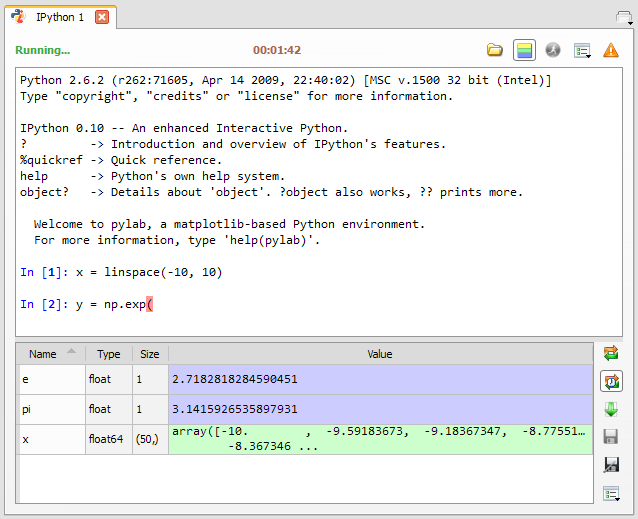 IPython 1
Running... 00:01:42
Python 2.6.2 (r262:71605, Apr 14 2009, 22:40:02) [MSC v.1500 32 bit (Intel)]
Type "copyright", "credits" or "license" for more information.
IPython 0.10 -- An enhanced Interactive Python.
? -> Introduction and overview of IPython's features.
%quickref -> Quick reference.
help -> Python's own help system.
object? -> Details about 'object'. ?object also works, ?? prints more.
Welcome to pylab, a matplotlib-based Python environment.
For more information, type 'help(pylab)'.
In [1]: x = linspace(-10, 10)
In [2]: y = np.exp(
Name Type Size Value
e float 1 2.7182818284590451
pi float 1 3.1415926535897931
x float64 (50,) array([-10. , -9.59183673, -9.18367347, -8.77551…
-8.367346 ...